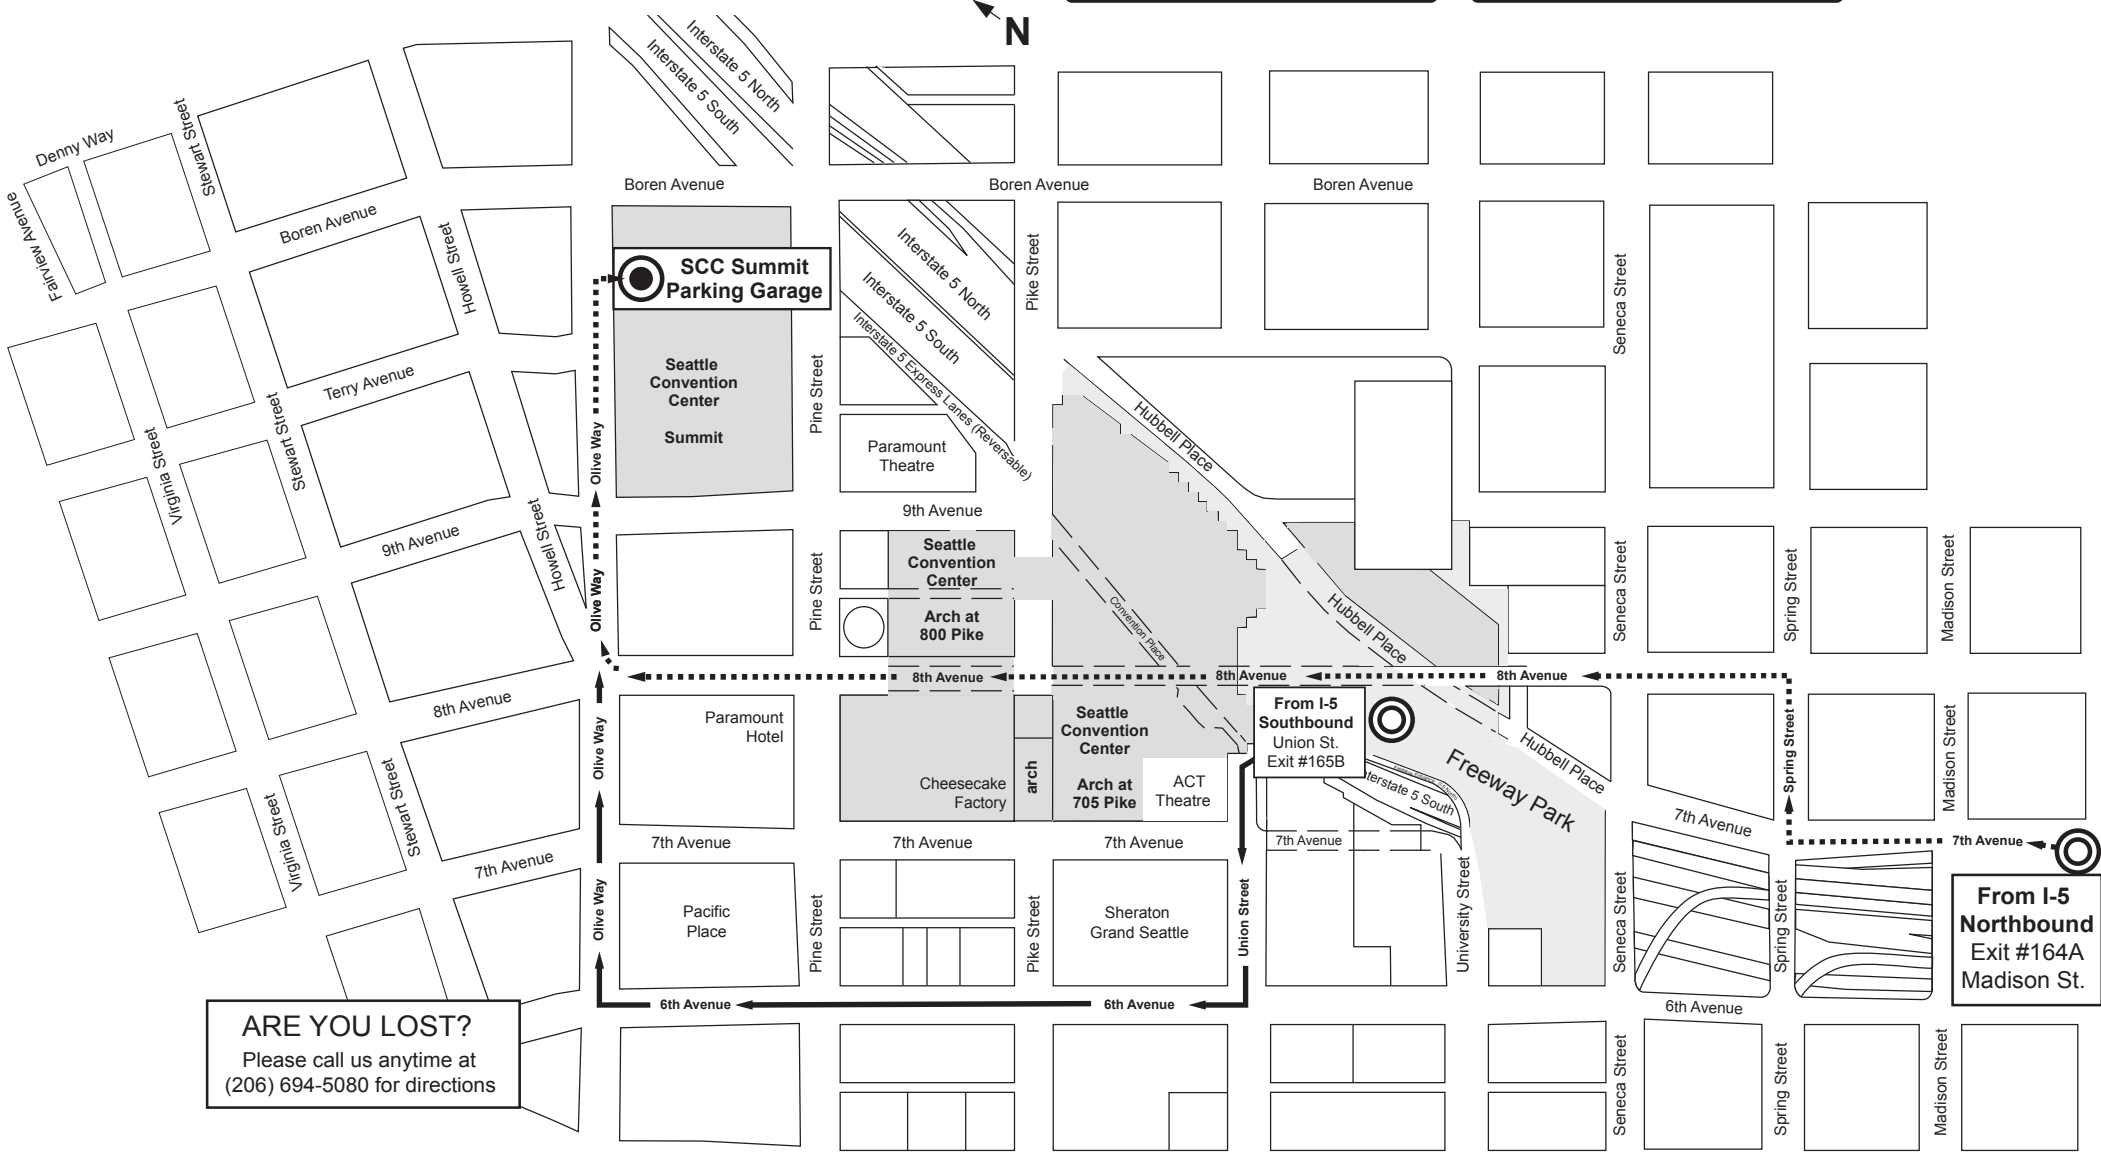 N
Interstate 5 North
Interstate 5 South
Denny Way
Stewart Street
Fairview Avenue
Boren Avenue
Boren Avenue
Boren Avenue
Boren Avenue
Howell Street
SCC Summit
Parking Garage
Interstate 5 North
Interstate 5 South
Interstate 5 Express Lanes (Reversable)
Pike Street
Seneca Street
Seattle
Convention
Center
Summit
Pine Street
Terry Avenue
Stewart Street
Virginia Street
Olive Way
Paramount
Theatre
Hubbell Place
9th Avenue
9th Avenue
Howell Street
Olive Way
Pine Street
Seattle
Convention
Center
Arch at
800 Pike
Convention Place
Hubbell Place
Seneca Street
Spring Street
Madison Street
8th Avenue
8th Avenue
8th Avenue
8th Avenue
Paramount
Hotel
Olive Way
Stewart Street
Virginia Street
Cheesecake
Factory
arch
Seattle
Convention
Center
Arch at
705 Pike
ACT
Theatre
From I-5
Southbound
Union St.
Exit #165B
Interstate 5 South
Freeway Park
Hubbell Place
Spring Street
Madison Street
7th Avenue
7th Avenue
7th Avenue
7th Avenue
7th Avenue
7th Avenue
7th Avenue
Olive Way
Pacific
Place
Pine Street
Pike Street
Sheraton
Grand Seattle
Union Street
University Street
Seneca Street
Spring Street
From I-5
Northbound
Exit #164A
Madison St.
6th Avenue
6th Avenue
6th Avenue
ARE YOU LOST?
Please call us anytime at
(206) 694-5080 for directions
Seneca Street
Spring Street
Madison Street